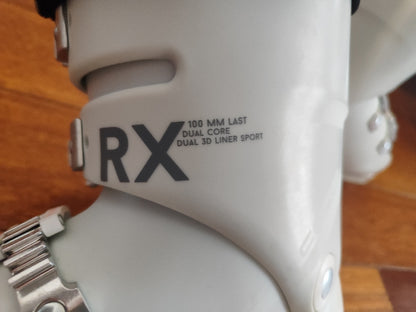 RX
100 MM LAST
DUAL CORE
DUAL 3D LINER SPORT